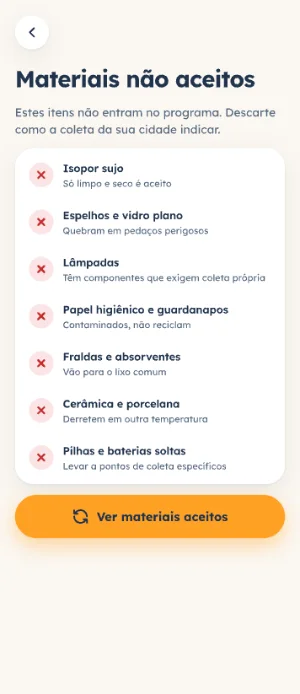 Materiais não aceitos
Estes itens não entram no programa. Descarte
como a coleta da sua cidade indicar.
Isopor sujo
Só limpo e seco é aceito
Espelhos e vidro plano
Quebram em pedaços perigosos
Lâmpadas
Têm componentes que exigem coleta própria
Papel higiênico e guardanapos
Contaminados, não reciclam
Fraldas e absorventes
Vão para o lixo comum
Cerâmica e porcelana
Derretem em outra temperatura
Pilhas e baterias soltas
Levar a pontos de coleta específicos
Ver materiais aceitos